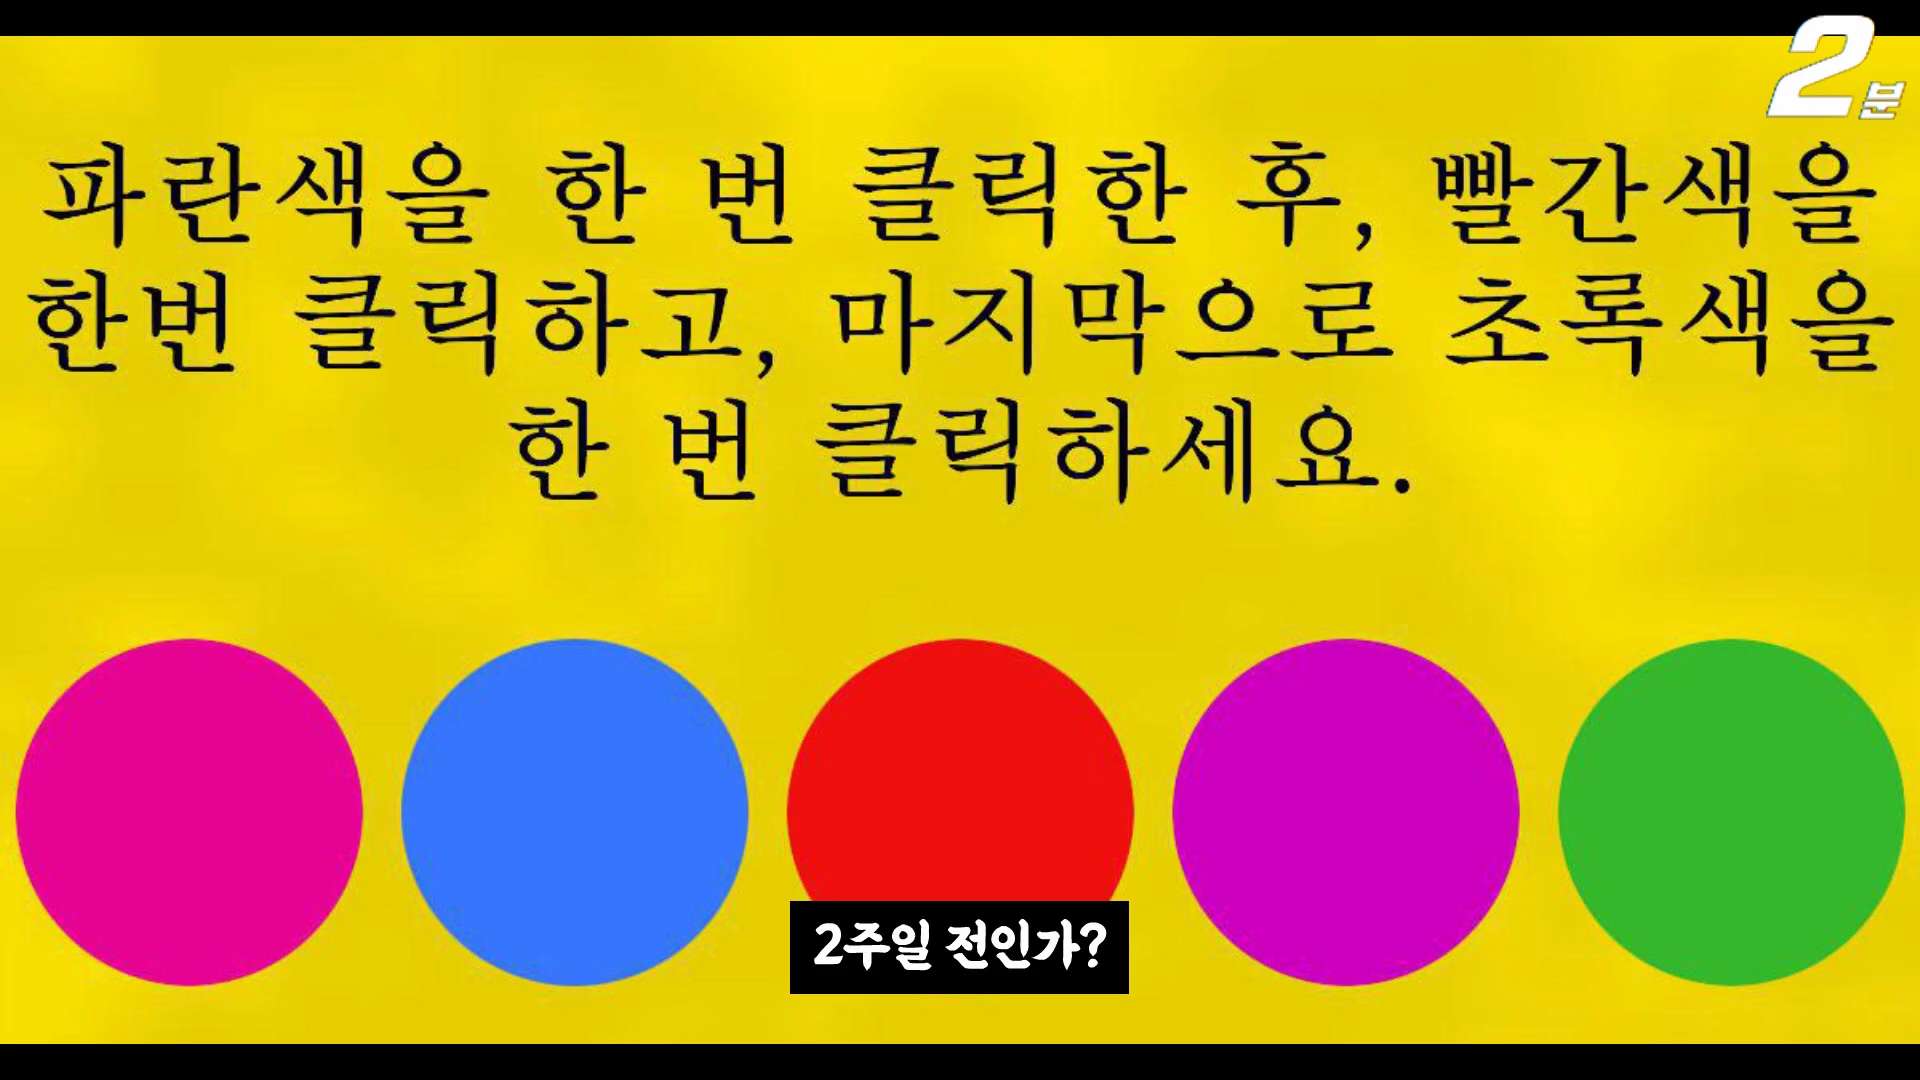 2분
파란색을 한 번 클릭한 후, 빨간색을
한번 클릭하고, 마지막으로 초록색을
한 번 클릭하세요.
2주일 전인가?